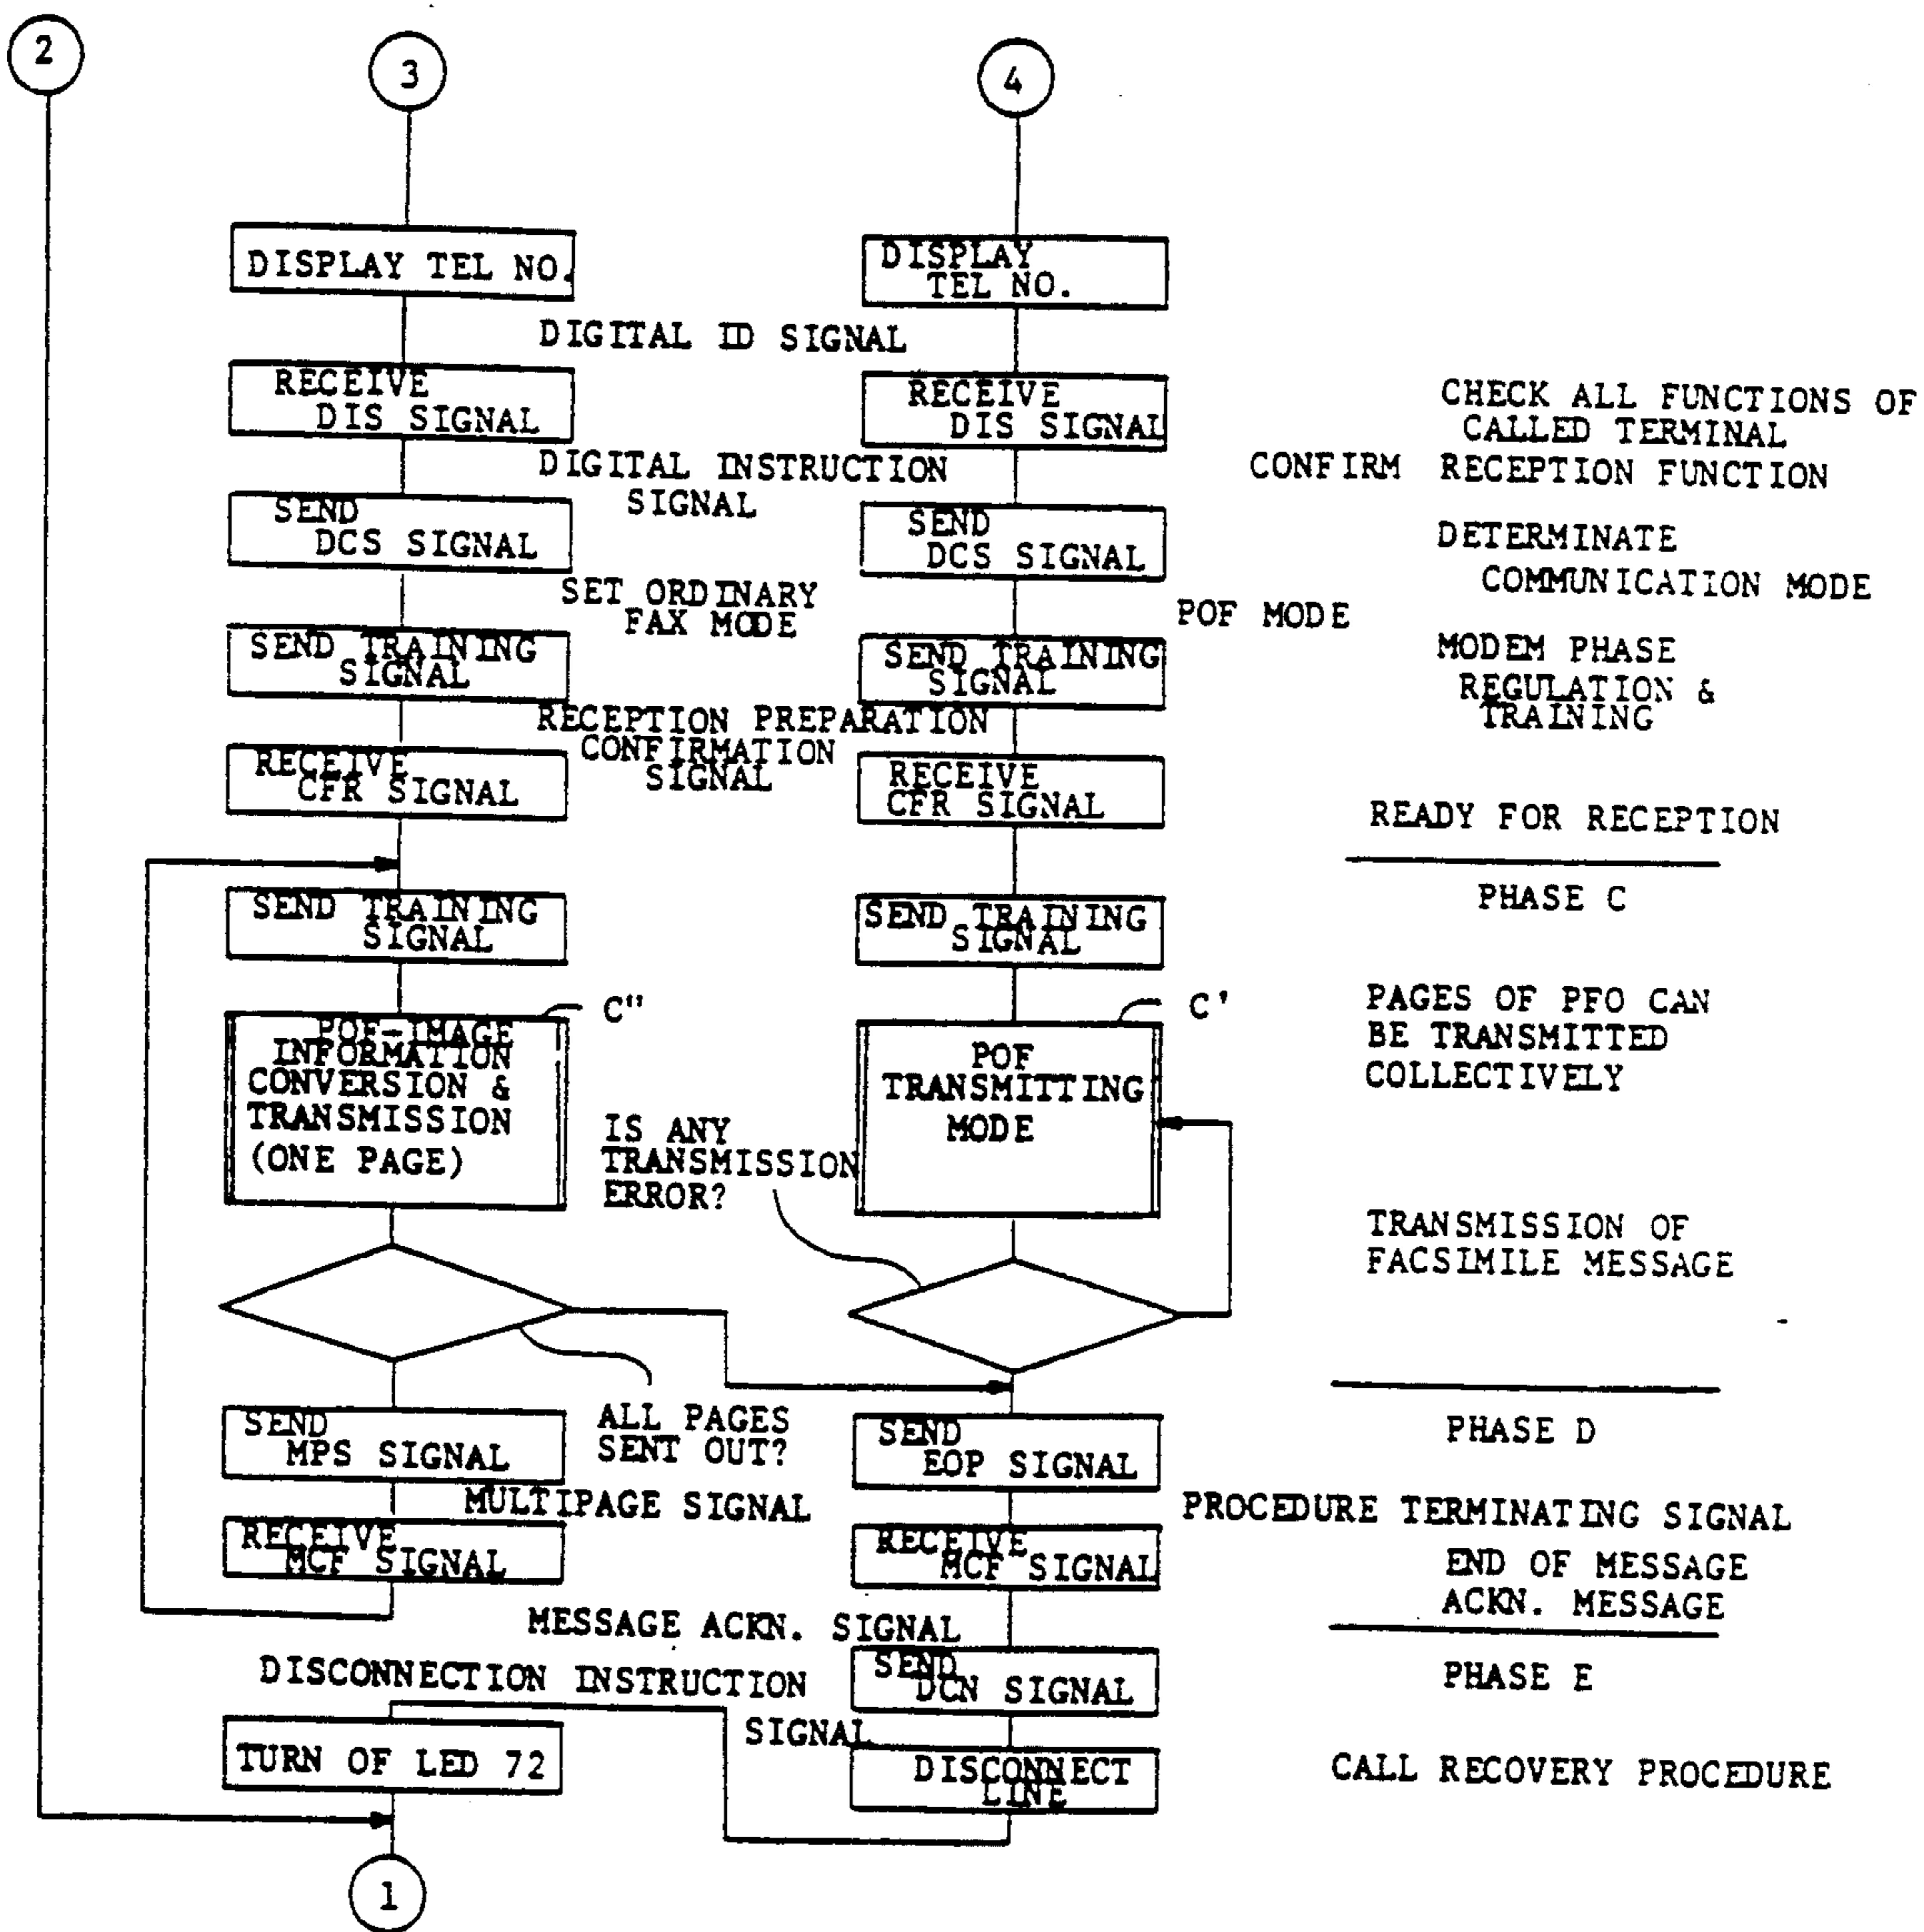 2
3
4
DISPLAY TEL NO.
DISPLAY
TEL NO.
DIGITAL ID SIGNAL
RECEIVE
DIS SIGNAL
RECEIVE
DIS SIGNAL
CHECK ALL FUNCTIONS OF
CALLED TERMINAL
DIGITAL INSTRUCTION
SIGNAL
CONFIRM RECEPTION FUNCTION
SEND
DCS SIGNAL
SEND
DCS SIGNAL
DETERMINATE
COMMUNICATION MODE
SET ORDINARY
FAX MODE
POF MODE
SEND TRAINING
SIGNAL
SEND TRAINING
SIGNAL
MODEM PHASE
REGULATION &
TRAINING
RECEPTION PREPARATION
CONFIRMATION
SIGNAL
RECEIVE
CFR SIGNAL
RECEIVE
CFR SIGNAL
READY FOR RECEPTION
SEND TRAINING
SIGNAL
SEND TRAINING
SIGNAL
PHASE C
C"
C'
POF-IMAGE
INFORMATION
CONVERSION &
TRANSMISSION
(ONE PAGE)
POF
TRANSMITTING
MODE
PAGES OF PFO CAN
BE TRANSMITTED
COLLECTIVELY
IS ANY
TRANSMISSION
ERROR?
TRANSMISSION OF
FACSIMILE MESSAGE
ALL PAGES
SENT OUT?
SEND
MPS SIGNAL
SEND
EOP SIGNAL
PHASE D
MULTIPAGE SIGNAL
PROCEDURE TERMINATING SIGNAL
RECEIVE
MCF SIGNAL
RECEIVE
MCF SIGNAL
END OF MESSAGE
ACKN. MESSAGE
MESSAGE ACKN. SIGNAL
DISCONNECTION INSTRUCTION
SIGNAL
SEND
DCN SIGNAL
PHASE E
TURN OF LED 72
DISCONNECT
LINE
CALL RECOVERY PROCEDURE
1